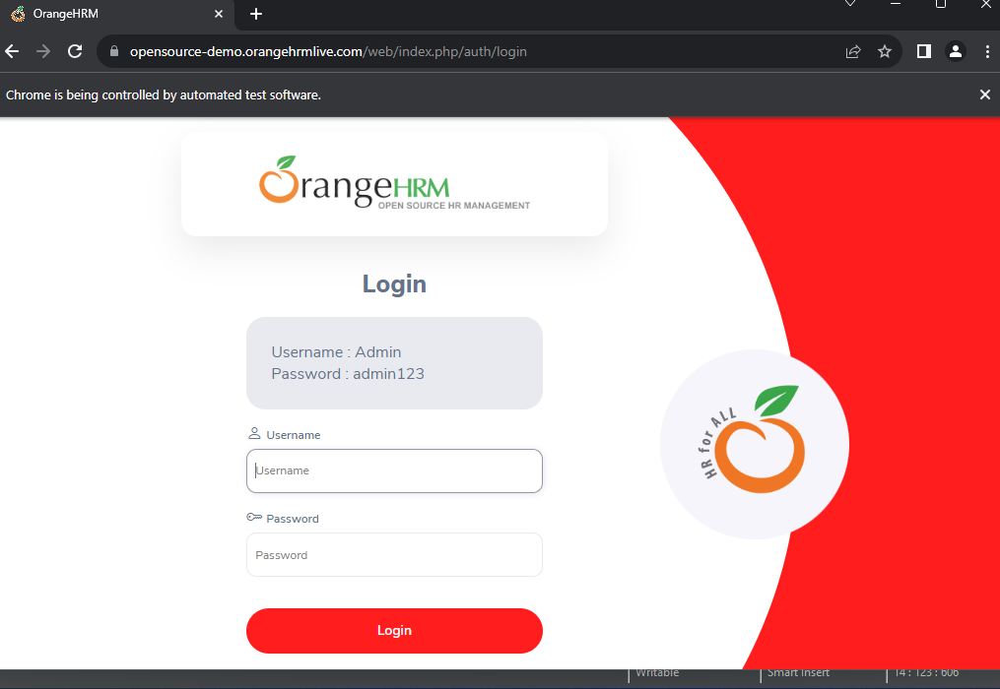 OrangeHRM
opensource-demo.orangehrmlive.com/web/index.php/auth/login
Chrome is being controlled by automated test software.
OrangeHRM
OPEN SOURCE HR MANAGEMENT
Login
Username : Admin
Password : admin123
Username
Username
Password
Password
Login
HR for ALL
Writable
Smart Insert
14 : 123 : 606